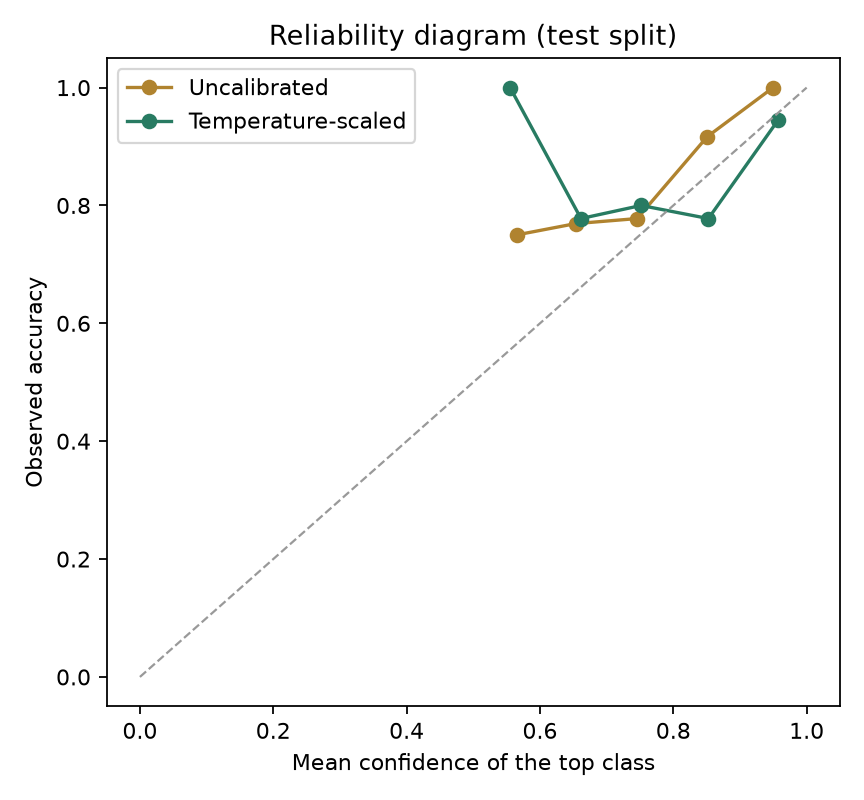 Reliability diagram (test split)
Uncalibrated
Temperature-scaled
1.0
0.8
0.6
0.4
0.2
0.0
Observed accuracy
0.0 0.2 0.4 0.6 0.8 1.0
Mean confidence of the top class